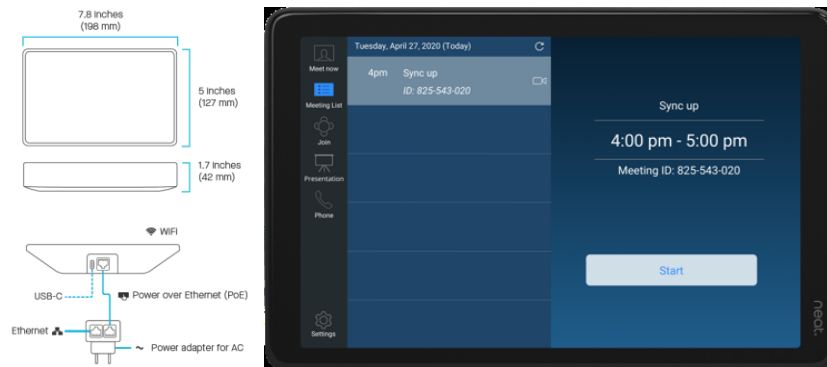 7.8 inches
(198 mm)
5 inches
(127 mm)
1.7 inches
(42 mm)
WiFi
USB-C
Power over Ethernet (PoE)
Ethernet
Power adapter for AC
Tuesday, April 27, 2020 (Today)
Meet now
4pm Sync up
ID: 825-543-020
Meeting List
Join
Presentation
Phone
Settings
Sync up
4:00 pm - 5:00 pm
Meeting ID: 825-543-020
Start
neat.